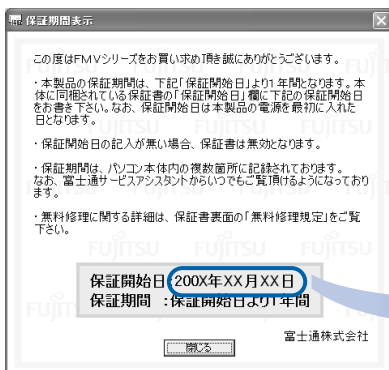 保証期間表示
この度はFMVシリーズをお買い求め頂き誠にありがとうございます。
・本製品の保証期間は、下記「保証開始日」より1年間となります。本
体に同梱されている保証書の「保証開始日」欄に下記の保証開始日
をお書き下さい。なお、保証開始日は本製品の電源を最初に入れた
日となります。
・保証開始日の記入が無い場合、保証書は無効となります。
・保証期間は、パソコン本体内の複数箇所に記録されております。
なお、富士通サービスアシスタントからいつでもご覧頂けるようになっており
ます。
・無料修理に関する詳細は、保証書裏面の「無料修理規定」をご覧
下さい。
保証開始日:200X年XX月XX日
保証期間 :保証開始日より1年間
富士通株式会社
閉じる
FUJITSU FUJITSU FUJITSU